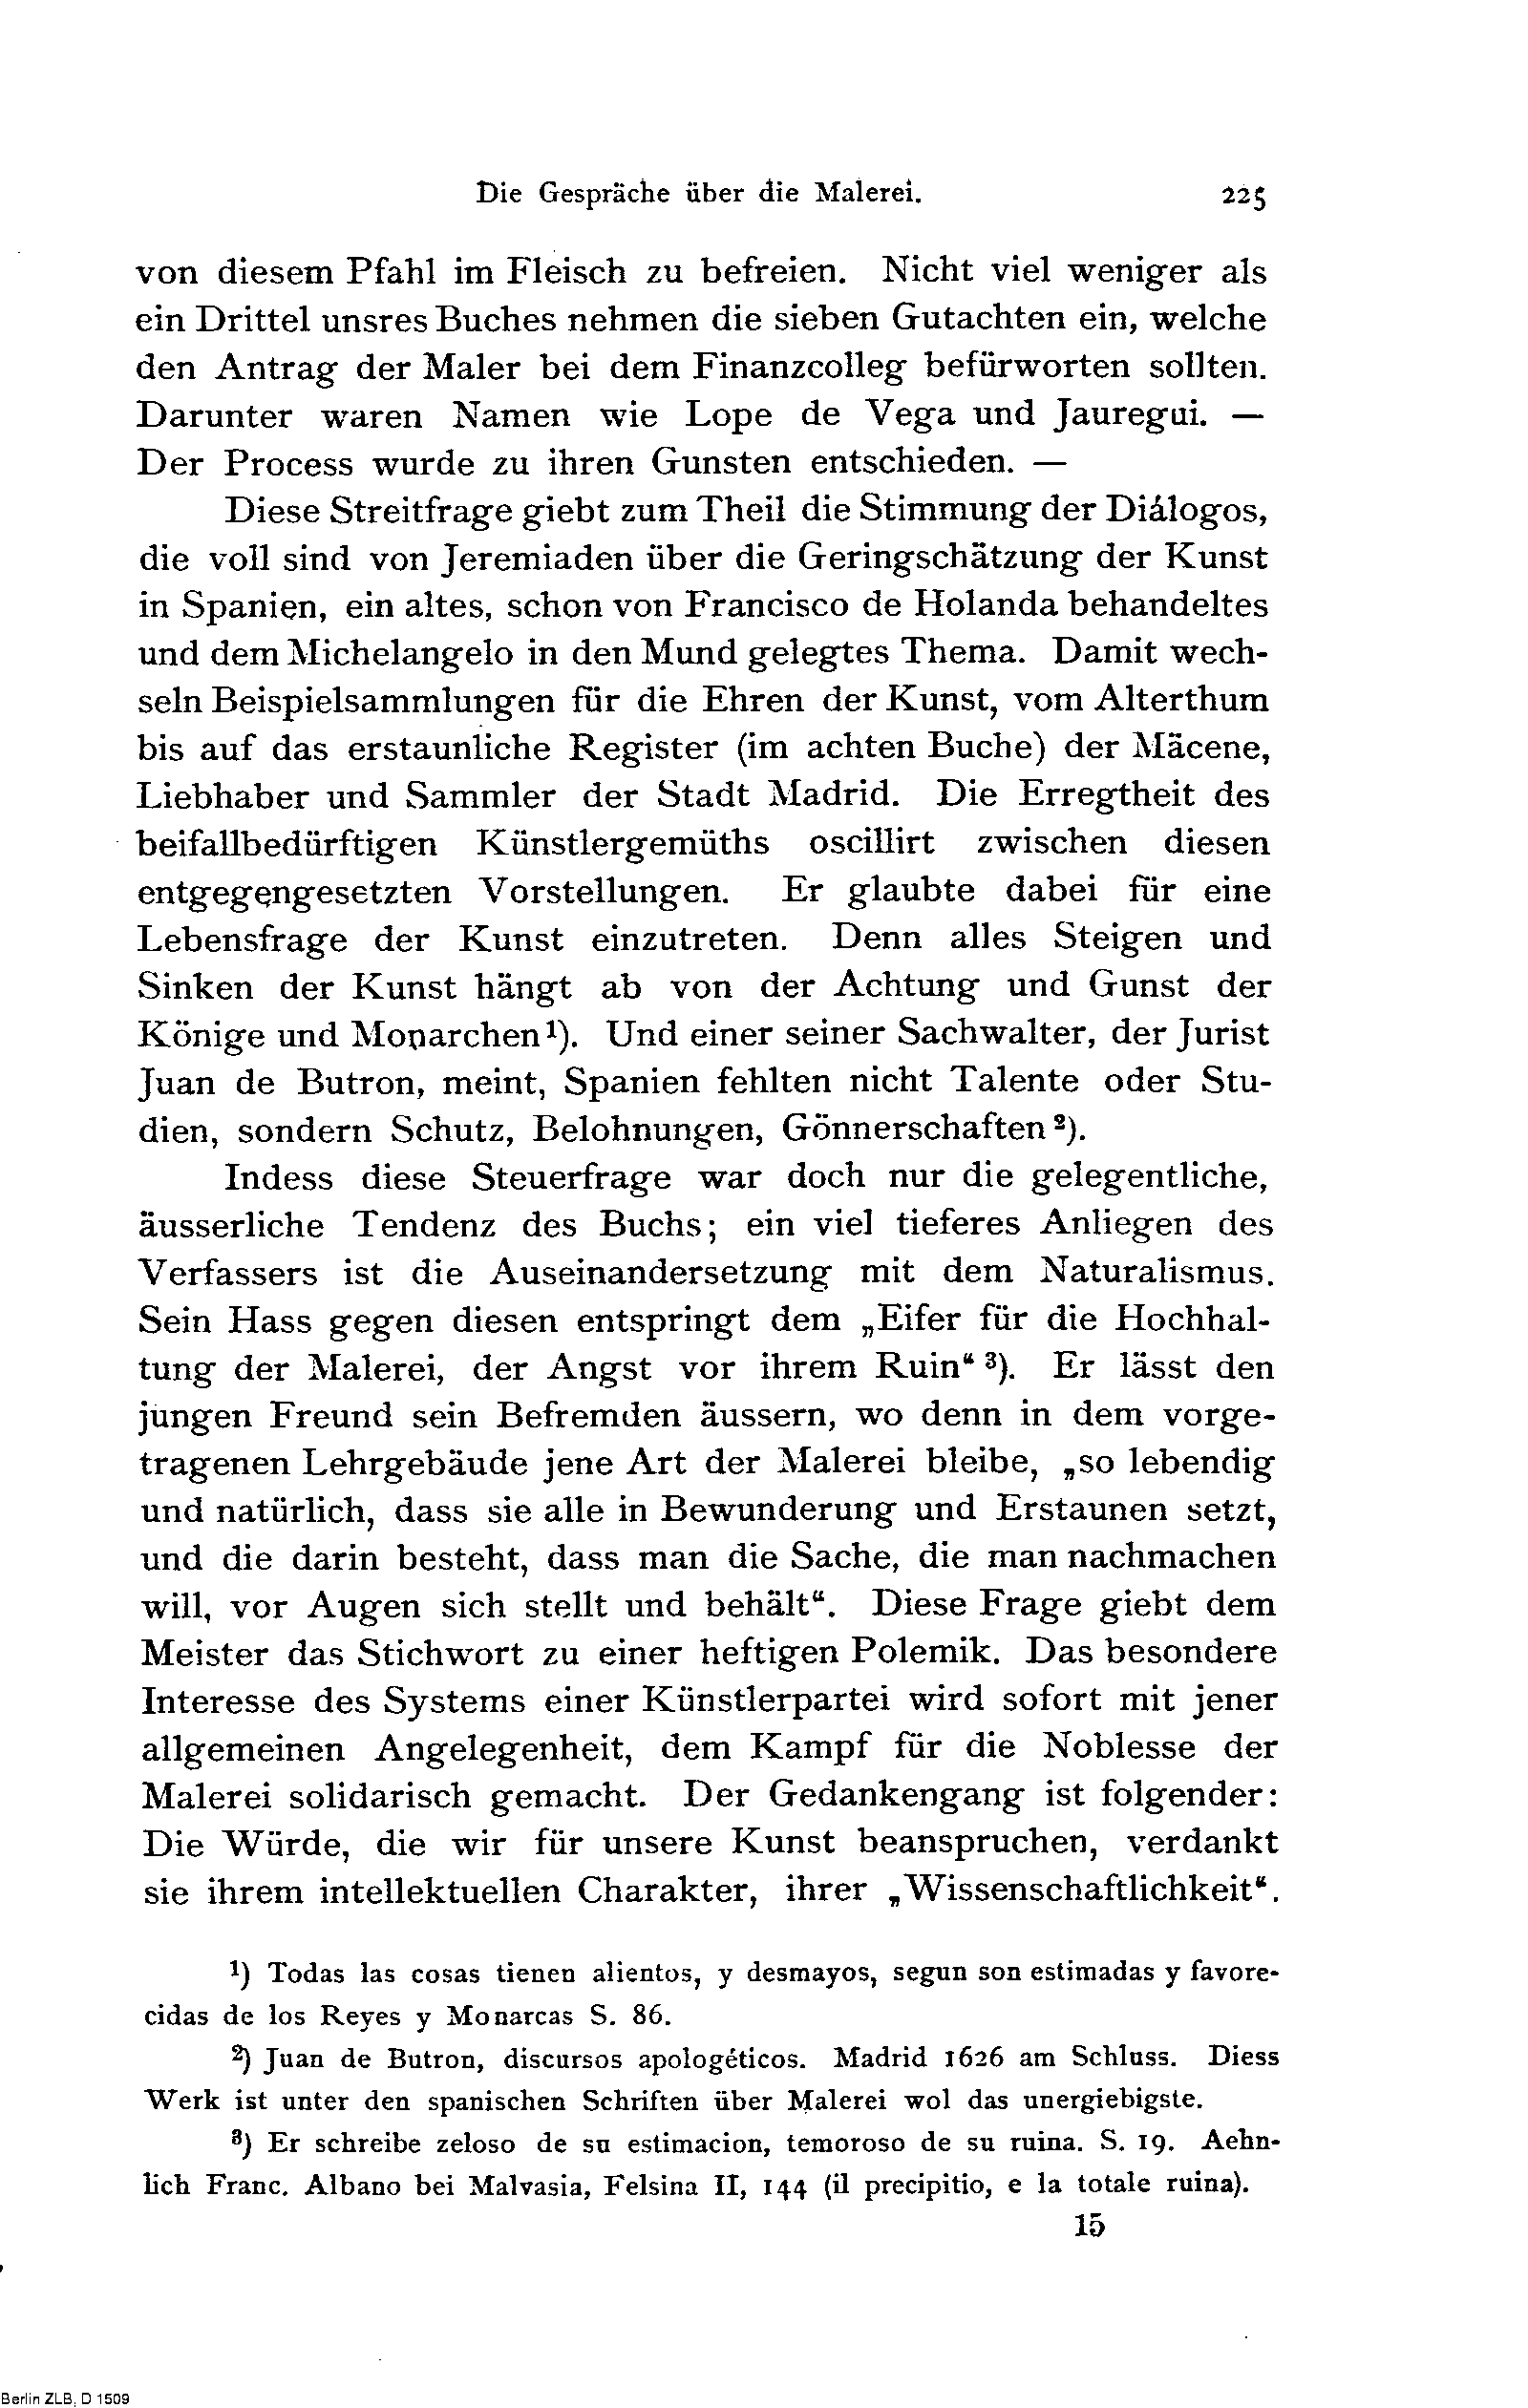 Die Gespräche über die Malerei. 225
von diesem Pfahl im Fleisch zu befreien. Nicht viel weniger als
ein Drittel unsres Buches nehmen die sieben Gutachten ein, welche
den Antrag der Maler bei dem Finanzcolleg befürworten sollten.
Darunter waren Namen wie Lope de Vega und Jauregui. —
Der Process wurde zu ihren Gunsten entschieden. —
Diese Streitfrage giebt zum Theil die Stimmung der Diálogos,
die voll sind von Jeremiaden über die Geringschätzung der Kunst
in Spanien, ein altes, schon von Francisco de Holanda behandeltes
und dem Michelangelo in den Mund gelegtes Thema. Damit wech-
seln Beispielsammlungen für die Ehren der Kunst, vom Alterthum
bis auf das erstaunliche Register (im achten Buche) der Mäcene,
Liebhaber und Sammler der Stadt Madrid. Die Erregtheit des
beifallbedürftigen Künstlergemüths oscillirt zwischen diesen
entgegengesetzten Vorstellungen. Er glaubte dabei für eine
Lebensfrage der Kunst einzutreten. Denn alles Steigen und
Sinken der Kunst hängt ab von der Achtung und Gunst der
Könige und Monarchen¹). Und einer seiner Sachwalter, der Jurist
Juan de Butron, meint, Spanien fehlten nicht Talente oder Stu-
dien, sondern Schutz, Belohnungen, Gönnerschaften²).
Indess diese Steuerfrage war doch nur die gelegentliche,
äusserliche Tendenz des Buchs; ein viel tieferes Anliegen des
Verfassers ist die Auseinandersetzung mit dem Naturalismus.
Sein Hass gegen diesen entspringt dem „Eifer für die Hochhal-
tung der Malerei, der Angst vor ihrem Ruin“³). Er lässt den
jungen Freund sein Befremden äussern, wo denn in dem vorge-
tragenen Lehrgebäude jene Art der Malerei bleibe, „so lebendig
und natürlich, dass sie alle in Bewunderung und Erstaunen setzt,
und die darin besteht, dass man die Sache, die man nachmachen
will, vor Augen sich stellt und behält“. Diese Frage giebt dem
Meister das Stichwort zu einer heftigen Polemik. Das besondere
Interesse des Systems einer Künstlerpartei wird sofort mit jener
allgemeinen Angelegenheit, dem Kampf für die Noblesse der
Malerei solidarisch gemacht. Der Gedankengang ist folgender:
Die Würde, die wir für unsere Kunst beanspruchen, verdankt
sie ihrem intellektuellen Charakter, ihrer „Wissenschaftlichkeit“.
¹) Todas las cosas tienen alientos, y desmayos, segun son estimadas y favore-
cidas de los Reyes y Monarcas S. 86.
²) Juan de Butron, discursos apologéticos. Madrid 1626 am Schluss. Diess
Werk ist unter den spanischen Schriften über Malerei wol das unergiebigste.
³) Er schreibe zeloso de su estimacion, temoroso de su ruina. S. 19. Aehn-
lich Franc. Albano bei Malvasia, Felsina II, 144 (il precipitio, e la totale ruina).
15
Berlin ZLB, D 1509